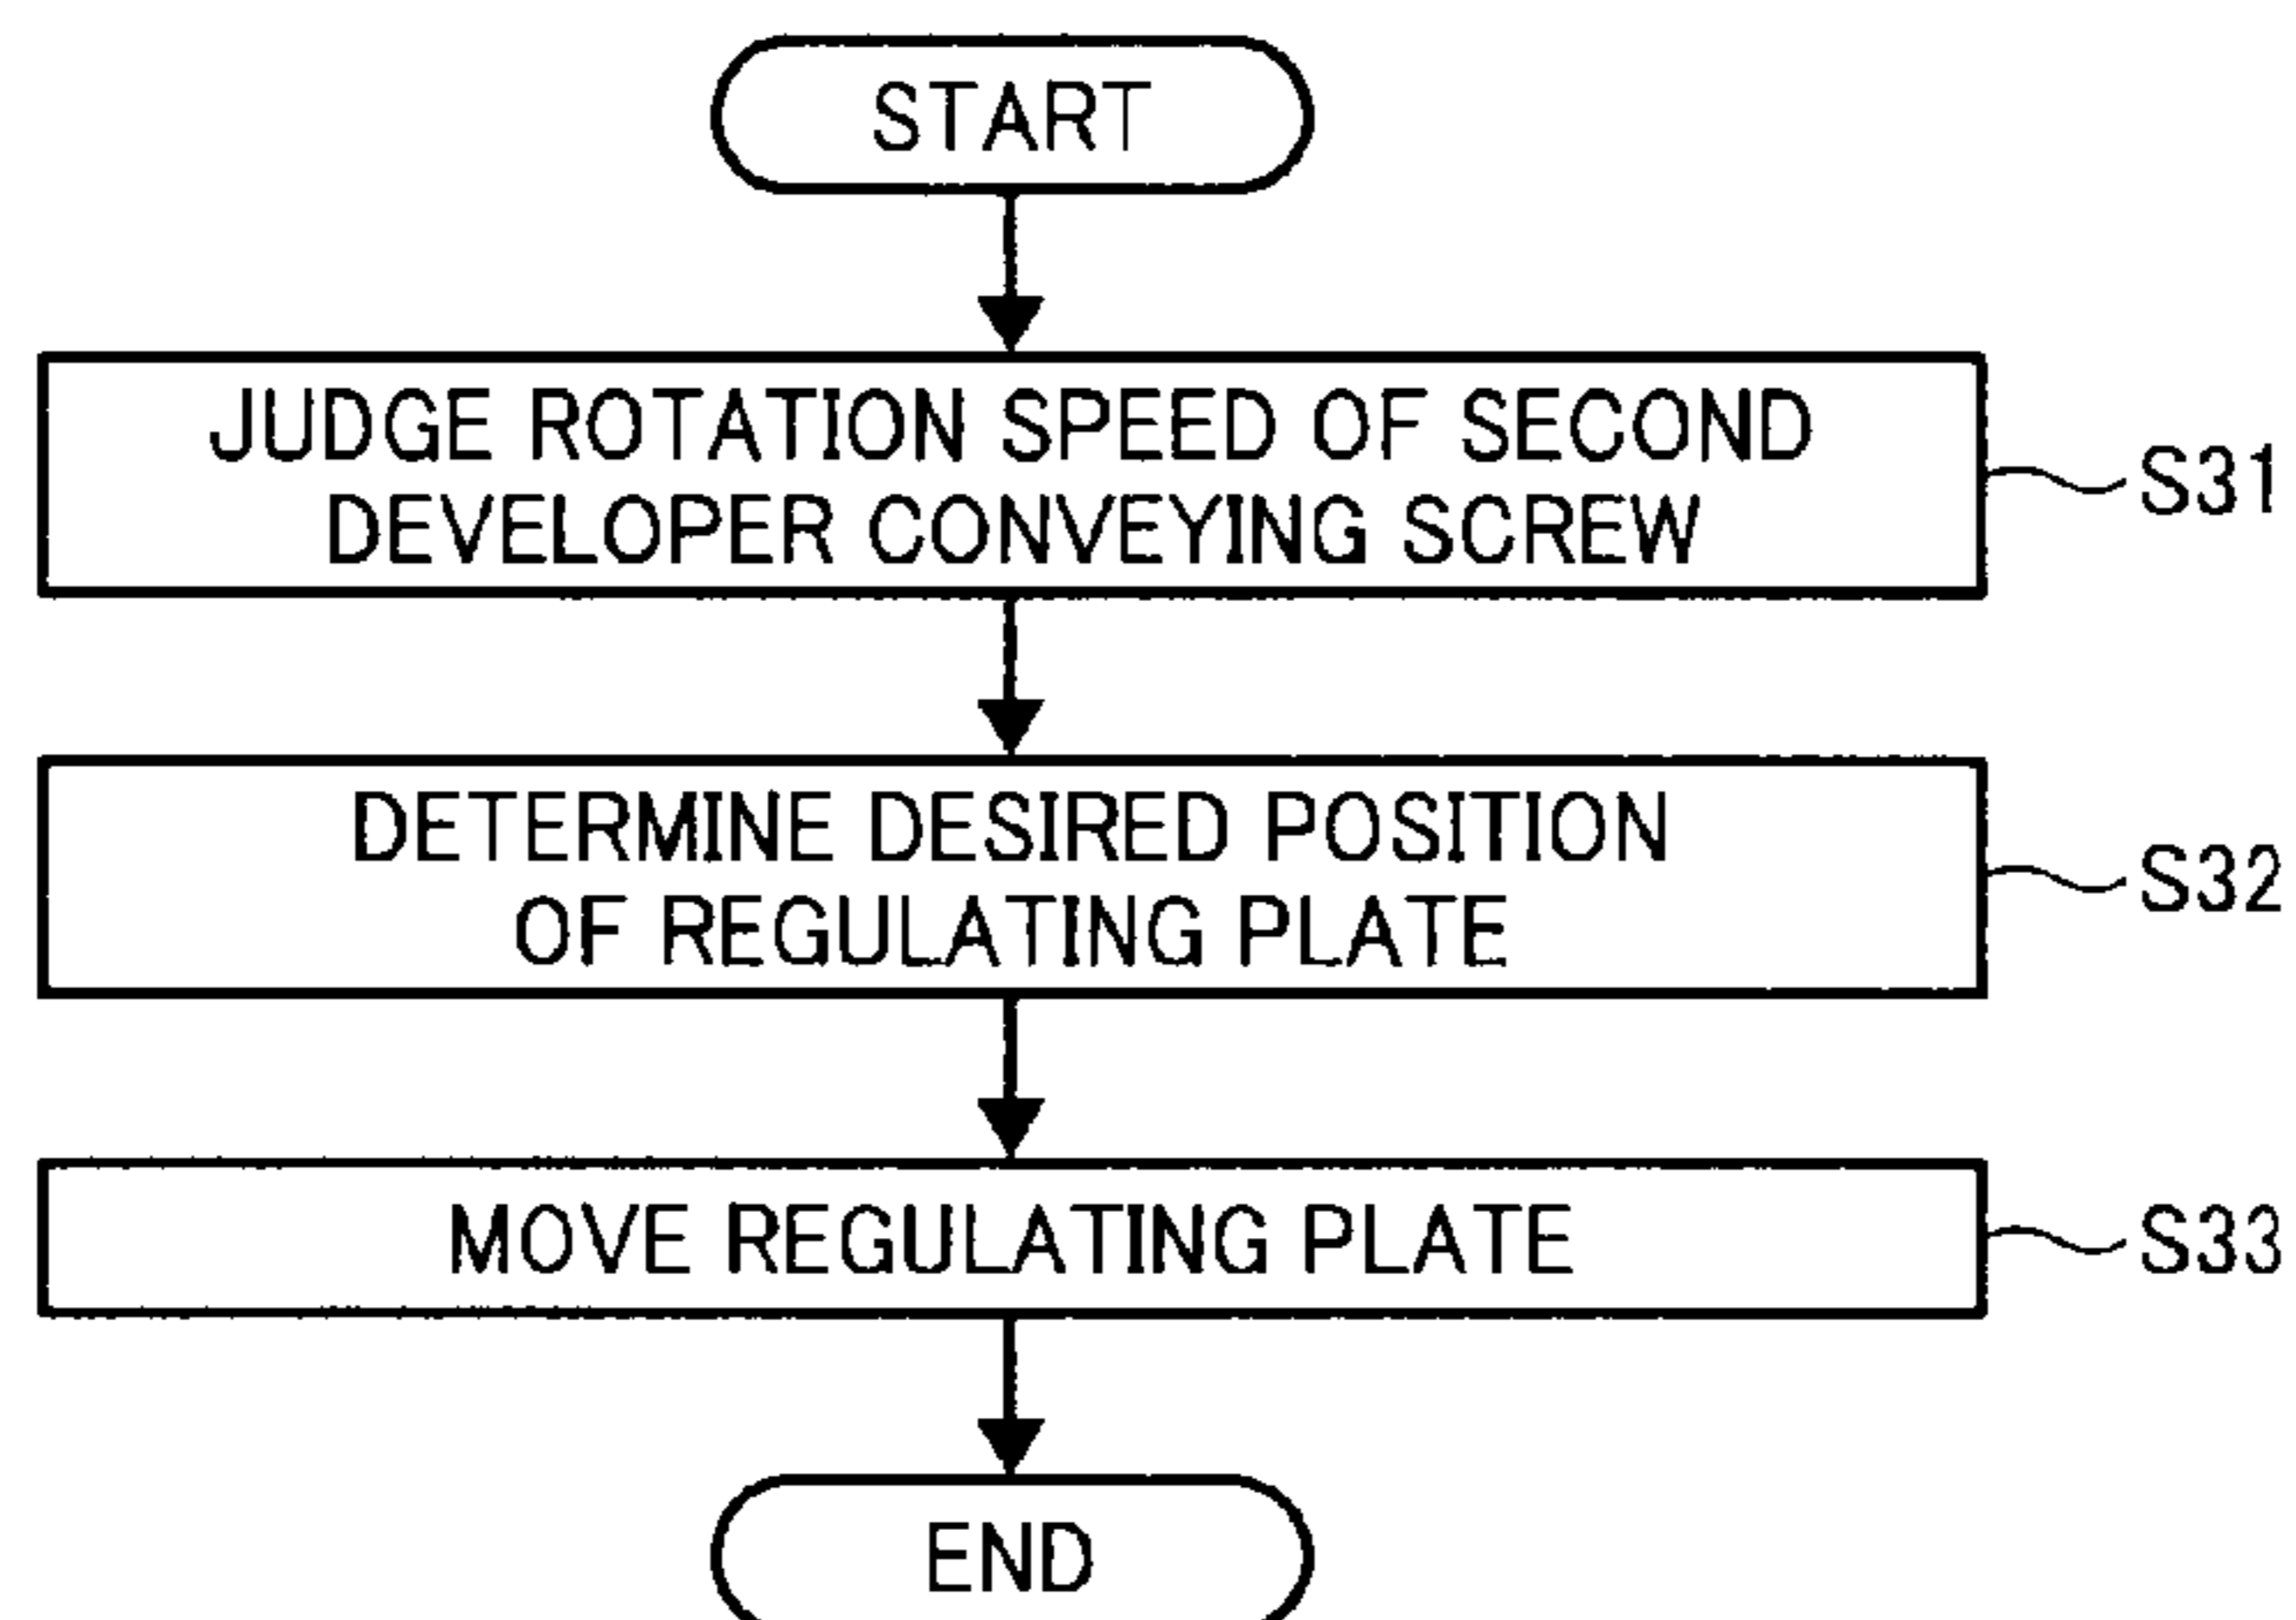 START
JUDGE ROTATION SPEED OF SECOND
DEVELOPER CONVEYING SCREW
S31
DETERMINE DESIRED POSITION
OF REGULATING PLATE
S32
MOVE REGULATING PLATE
S33
END